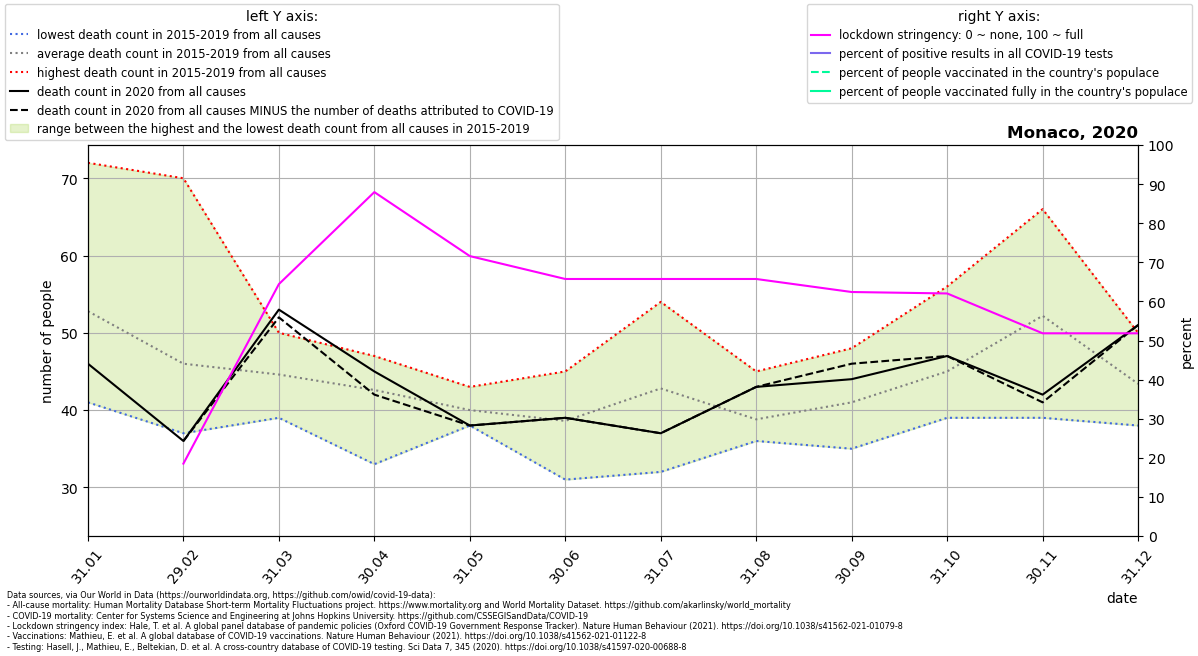 left Y axis:
lowest death count in 2015-2019 from all causes
average death count in 2015-2019 from all causes
highest death count in 2015-2019 from all causes
death count in 2020 from all causes
death count in 2020 from all causes MINUS the number of deaths attributed to COVID-19
range between the highest and the lowest death count from all causes in 2015-2019
right Y axis:
lockdown stringency: 0 ~ none, 100 ~ full
percent of positive results in all COVID-19 tests
percent of people vaccinated in the country's populace
percent of people vaccinated fully in the country's populace
Monaco, 2020
number of people
70
60
50
40
30
100
90
80
70
60
50
40
30
20
10
0
percent
31.01
29.02
31.03
30.04
31.05
30.06
31.07
31.08
30.09
31.10
30.11
31.12
date
Data sources, via Our World in Data (https://ourworldindata.org, https://github.com/owid/covid-19-data):
- All-cause mortality: Human Mortality Database Short-term Mortality Fluctuations project. https://www.mortality.org and World Mortality Dataset. https://github.com/akarlinsky/world_mortality
- COVID-19 mortality: Center for Systems Science and Engineering at Johns Hopkins University. https://github.com/CSSEGISandData/COVID-19
- Lockdown stringency index: Hale, T. et al. A global panel database of pandemic policies (Oxford COVID-19 Government Response Tracker). Nature Human Behaviour (2021). https://doi.org/10.1038/s41562-021-01079-8
- Vaccinations: Mathieu, E. et al. A global database of COVID-19 vaccinations. Nature Human Behaviour (2021). https://doi.org/10.1038/s41562-021-01122-8
- Testing: Hasell, J., Mathieu, E., Beltekian, D. et al. A cross-country database of COVID-19 testing. Sci Data 7, 345 (2020). https://doi.org/10.1038/s41597-020-00688-8